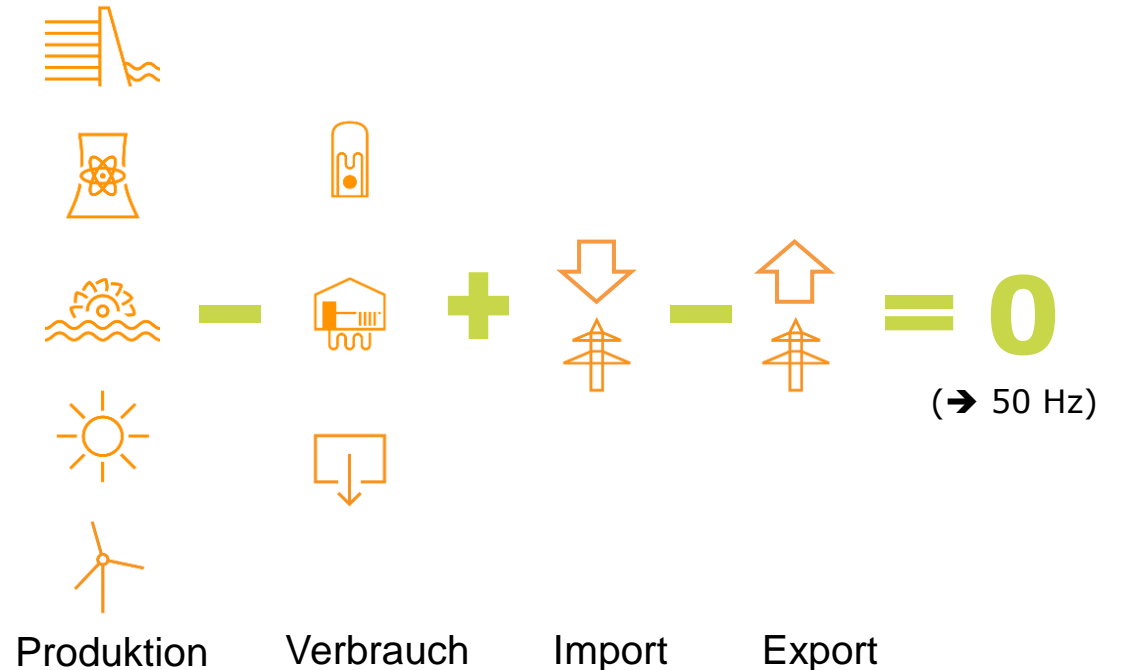 − + − = 0
(➔ 50 Hz)
Produktion Verbrauch Import Export